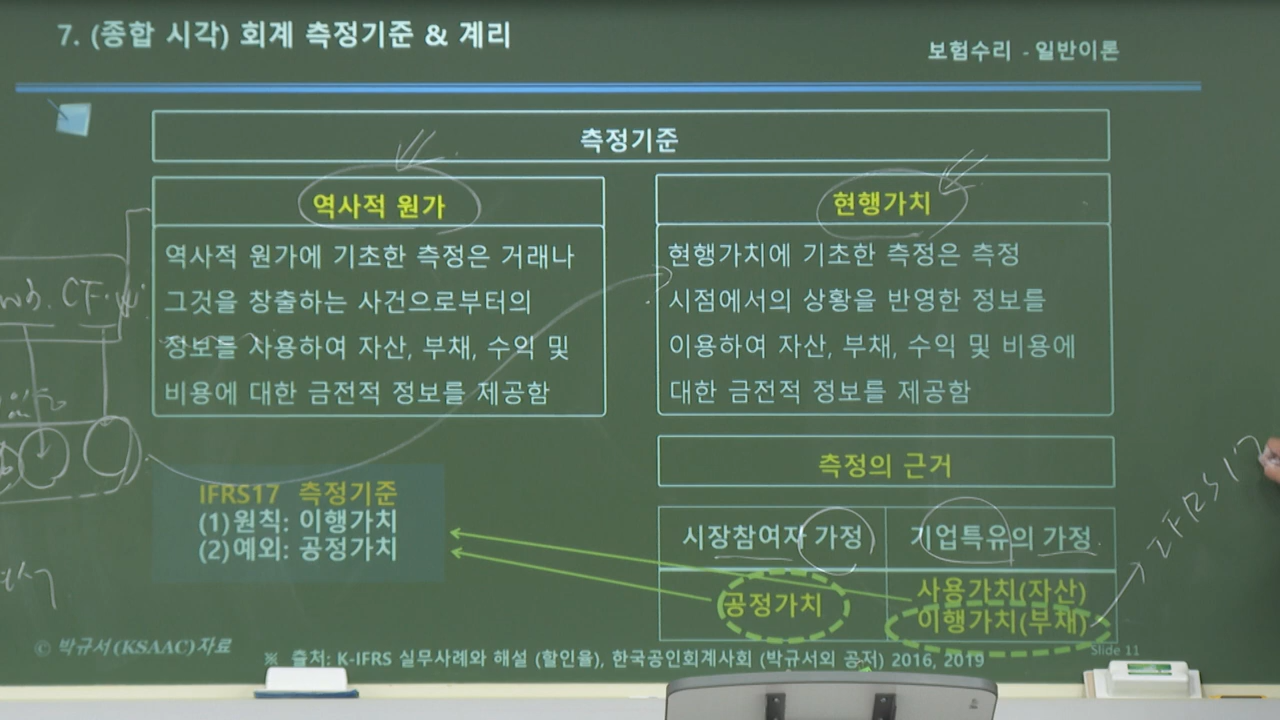 7. (종합 시각) 회계 측정기준 & 계리
보험수리 - 일반이론
측정기준
역사적 원가
역사적 원가에 기초한 측정은 거래나
그것을 창출하는 사건으로부터의
정보를 사용하여 자산, 부채, 수익 및
비용에 대한 금전적 정보를 제공함
현행가치
현행가치에 기초한 측정은 측정
시점에서의 상황을 반영한 정보를
이용하여 자산, 부채, 수익 및 비용에
대한 금전적 정보를 제공함
CF
IFRS17 측정기준
(1)원칙: 이행가치
(2)예외: 공정가치
측정의 근거
시장참여자 가정
기업특유의 가정
공정가치
사용가치(자산)
이행가치(부채)
IFRS17
© 박규서(KSAAC)자료
※ 출처: K-IFRS 실무사례와 해설 (할인율), 한국공인회계사회 (박규서외 공저) 2016, 2019
Slide 11